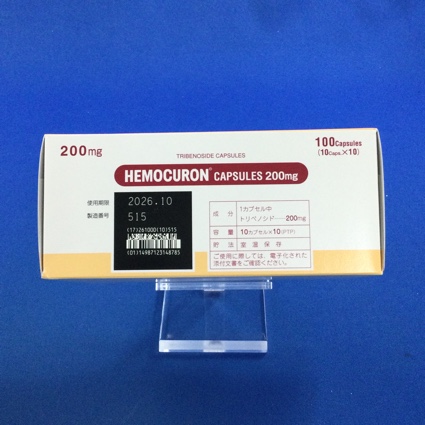 200mg
100Capsules
(10Caps.×10)
TRIBENOSIDE CAPSULES
HEMOCURON® CAPSULES 200mg
使用期限 2026.10
製造番号 515
(17)261000(10)515
(01)14987123148785
成分 1カプセル中
トリベノシド……200mg
容量 10カプセル×10(PTP)
貯法 室温保存
ご使用に際しては、電子化された
添付文書をご確認ください。